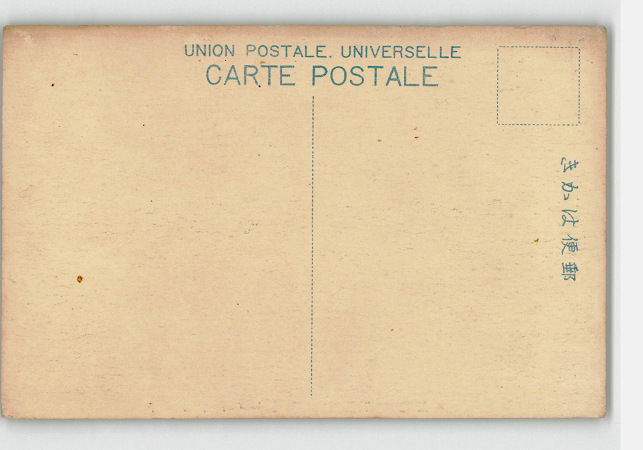 UNION POSTALE. UNIVERSELLE
CARTE POSTALE
きかは便郵